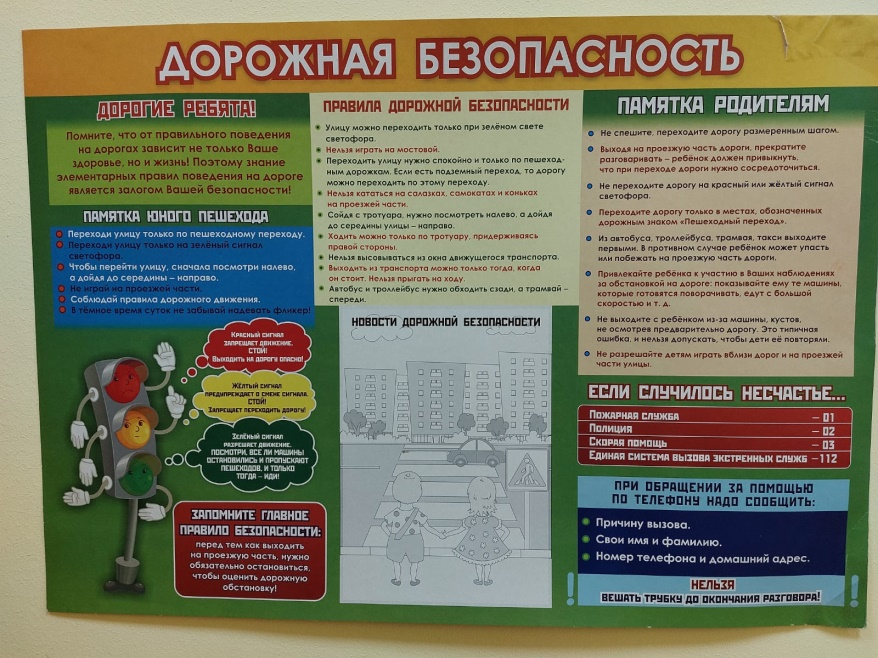 ДОРОЖНАЯ БЕЗОПАСНОСТЬ
ДОРОГИЕ РЕБЯТА!
Помните, что от правильного поведения
на дорогах зависит не только Ваше
здоровье, но и жизнь! Поэтому знание
элементарных правил поведения на дороге
является залогом Вашей безопасности!
ПАМЯТКА ЮНОГО ПЕШЕХОДА
Переходи улицу только по пешеходному переходу.
Переходи улицу только на зелёный сигнал
светофора.
Чтобы перейти улицу, сначала посмотри налево,
а дойдя до середины – направо.
Не играй на проезжей части.
Соблюдай правила дорожного движения.
В тёмное время суток не забывай надевать фликер!
Красный сигнал
запрещает движение.
СТОЙ!
Выходить на дорогу опасно!
Жёлтый сигнал
предупреждает о смене сигнала.
СТОЙ!
Запрещает переходить дорогу!
Зелёный сигнал
разрешает движение.
ПОСМОТРИ, ВСЕ ЛИ МАШИНЫ
ОСТАНОВИЛИСЬ И ПРОПУСКАЮТ
ПЕШЕХОДОВ, И ТОЛЬКО
ТОГДА – ИДИ!
ЗАПОМНИТЕ ГЛАВНОЕ
ПРАВИЛО БЕЗОПАСНОСТИ:
перед тем как выходить
на проезжую часть, нужно
обязательно остановиться,
чтобы оценить дорожную
обстановку!
ПРАВИЛА ДОРОЖНОЙ БЕЗОПАСНОСТИ
Улицу можно переходить только при зелёном свете
светофора.
Нельзя играть на мостовой.
Переходить улицу нужно спокойно и только по пешеход-
ным дорожкам. Если есть подземный переход, то дорогу
можно переходить по этому переходу.
Нельзя кататься на салазках, самокатах и коньках
на проезжей части.
Сойдя с тротуара, нужно посмотреть налево, а дойдя
до середины улицы – направо.
Ходить можно только по тротуару, придерживаясь
правой стороны.
Нельзя высовываться из окна движущегося транспорта.
Выходить из транспорта можно только тогда, когда
он стоит. Нельзя прыгать на ходу.
Автобус и троллейбус нужно обходить сзади, а трамвай –
спереди.
НОВОСТИ ДОРОЖНОЙ БЕЗОПАСНОСТИ
ПАМЯТКА РОДИТЕЛЯМ
Не спешите, переходите дорогу размеренным шагом.
Выходя на проезжую часть дороги, прекратите
разговаривать – ребёнок должен привыкнуть,
что при переходе дороги нужно сосредоточиться.
Не переходите дорогу на красный или жёлтый сигнал
светофора.
Переходите дорогу только в местах, обозначенных
дорожным знаком «Пешеходный переход».
Из автобуса, троллейбуса, трамвая, такси выходите
первыми. В противном случае ребёнок может упасть
или побежать на проезжую часть дороги.
Привлекайте ребёнка к участию в Ваших наблюдениях
за обстановкой на дороге: показывайте ему те машины,
которые готовятся поворачивать, едут с большой
скоростью и т. д.
Не выходите с ребёнком из-за машины, кустов,
не осмотрев предварительно дорогу. Это типичная
ошибка, и нельзя допускать, чтобы дети её повторяли.
Не разрешайте детям играть вблизи дорог и на проезжей
части улицы.
ЕСЛИ СЛУЧИЛОСЬ НЕСЧАСТЬЕ...
Пожарная служба – 01
Полиция – 02
Скорая помощь – 03
Единая система вызова экстренных служб –112
ПРИ ОБРАЩЕНИИ ЗА ПОМОЩЬЮ
ПО ТЕЛЕФОНУ НАДО СООБЩИТЬ:
Причину вызова.
Свои имя и фамилию.
Номер телефона и домашний адрес.
НЕЛЬЗЯ
ВЕШАТЬ ТРУБКУ ДО ОКОНЧАНИЯ РАЗГОВОРА!